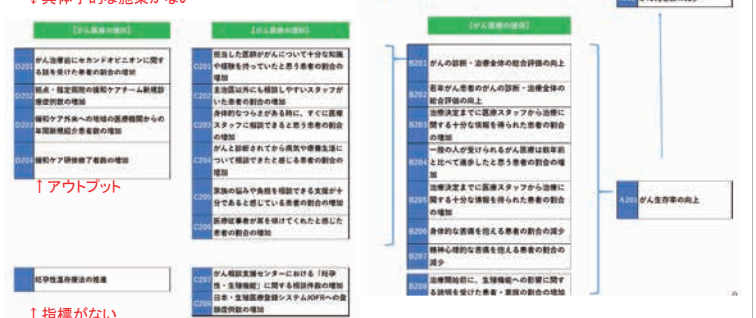 【がん医療の提供】
D201 がん治療前にセカンドオピニオンに関す
る話を受けた患者の割合の増加
D202 拠点・指定病院の緩和ケアチーム新規診
療症例数の増加
D203 緩和ケア外来への地域の医療機関からの
年間新規紹介患者数の増加
D204 緩和ケア研修修了者数の増加
↑アウトプット
妊孕性温存療法の推進
↑指標がない
【がん医療の提供】
C201 担当した医師ががんについて十分な知識
や経験を持っていたと思う患者の割合の
増加
C202 主治医以外にも相談しやすいスタッフが
いた患者の割合の増加
C203 身体的なつらさがある時に、すぐに医療
スタッフに相談できると思う患者の割合
の増加
C204 がんと診断されてから病気や療養生活に
ついて相談できたと感じる患者の割合の
増加
C205 家族の悩みや負担を相談できる支援が十
分であると感じている患者の割合の増加
C206 医療従事者が耳を傾けてくれたと感じた
患者の割合の増加
C207 がん相談支援センターにおける「妊孕
性・生殖機能」に関する相談件数の増加
C208 日本・生殖医療登録システムJOFRへの登
録症例数の増加
【がん医療の提供】
B201 がんの診断・治療全体の総合評価の向上
B202 若年がん患者のがんの診断・治療全体の
総合評価の向上
B203 治療決定までに医療スタッフから治療に
関する十分な情報を得られた患者の割合
の増加
B204 一般の人が受けられるがん医療は数年前
と比べて進歩したと思う患者の割合の増
加
B205 治療決定までに医療スタッフから治療に
関する十分な情報を得られた患者の割合
の増加
B206 身体的な苦痛を抱える患者の割合の減少
B207 精神心理的な苦痛を抱える患者の割合の
減少
B208 治療開始前に、生殖機能への影響に関す
る説明を受けた患者・家族の割合の増加
A201 がん生存率の向上